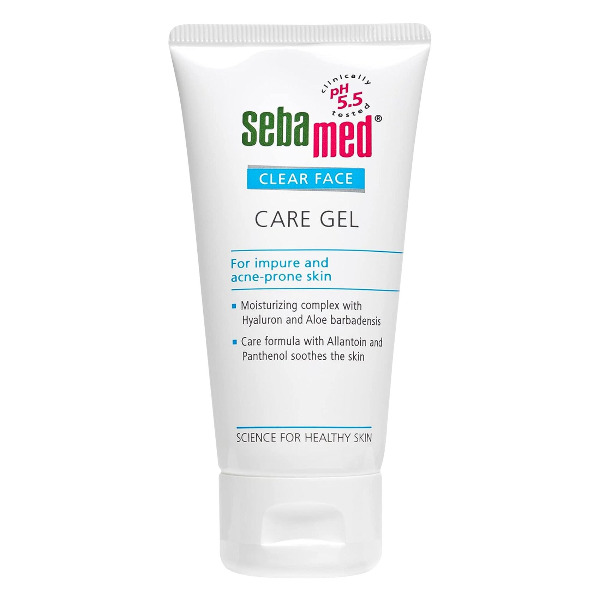 clinically
pH
5.5
tested
sebamed®
CLEAR FACE
CARE GEL
For impure and
acne-prone skin
▪ Moisturizing complex with
Hyaluron and Aloe barbadensis
▪ Care formula with Allantoin and
Panthenol soothes the skin
SCIENCE FOR HEALTHY SKIN